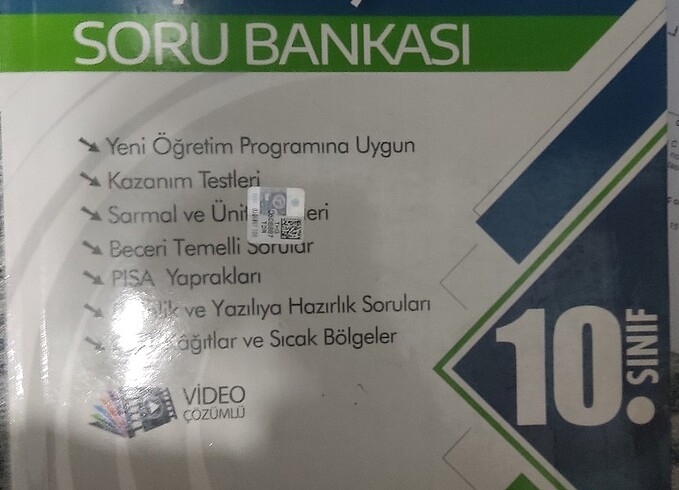 SORU BANKASI
Yeni Öğretim Programına Uygun
Kazanım Testleri
Sarmal ve
Beceri Temelli Sorular
PISA Yaprakları
ve Yazılıya Hazırlık Soruları
ve Sıcak Bölgeler
VİDEO
ÇÖZÜMLÜ
10. SINIF